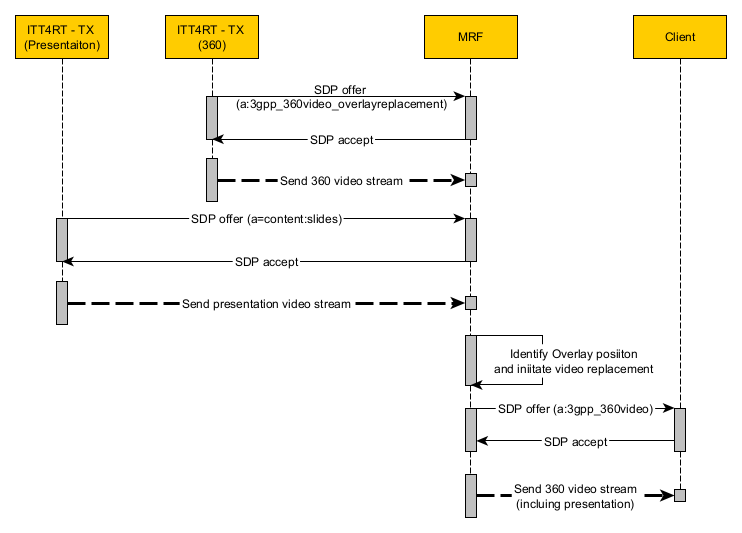 ITT4RT - TX
(Presentaiton)
ITT4RT - TX
(360)
MRF
Client
SDP offer
(a:3gpp_360video_overlayreplacement)
SDP accept
Send 360 video stream
SDP offer (a=content:slides)
SDP accept
Send presentation video stream
Identify Overlay posiiton
and iniitate video replacement
SDP offer (a:3gpp_360video)
SDP accept
Send 360 video stream
(incluing presentation)